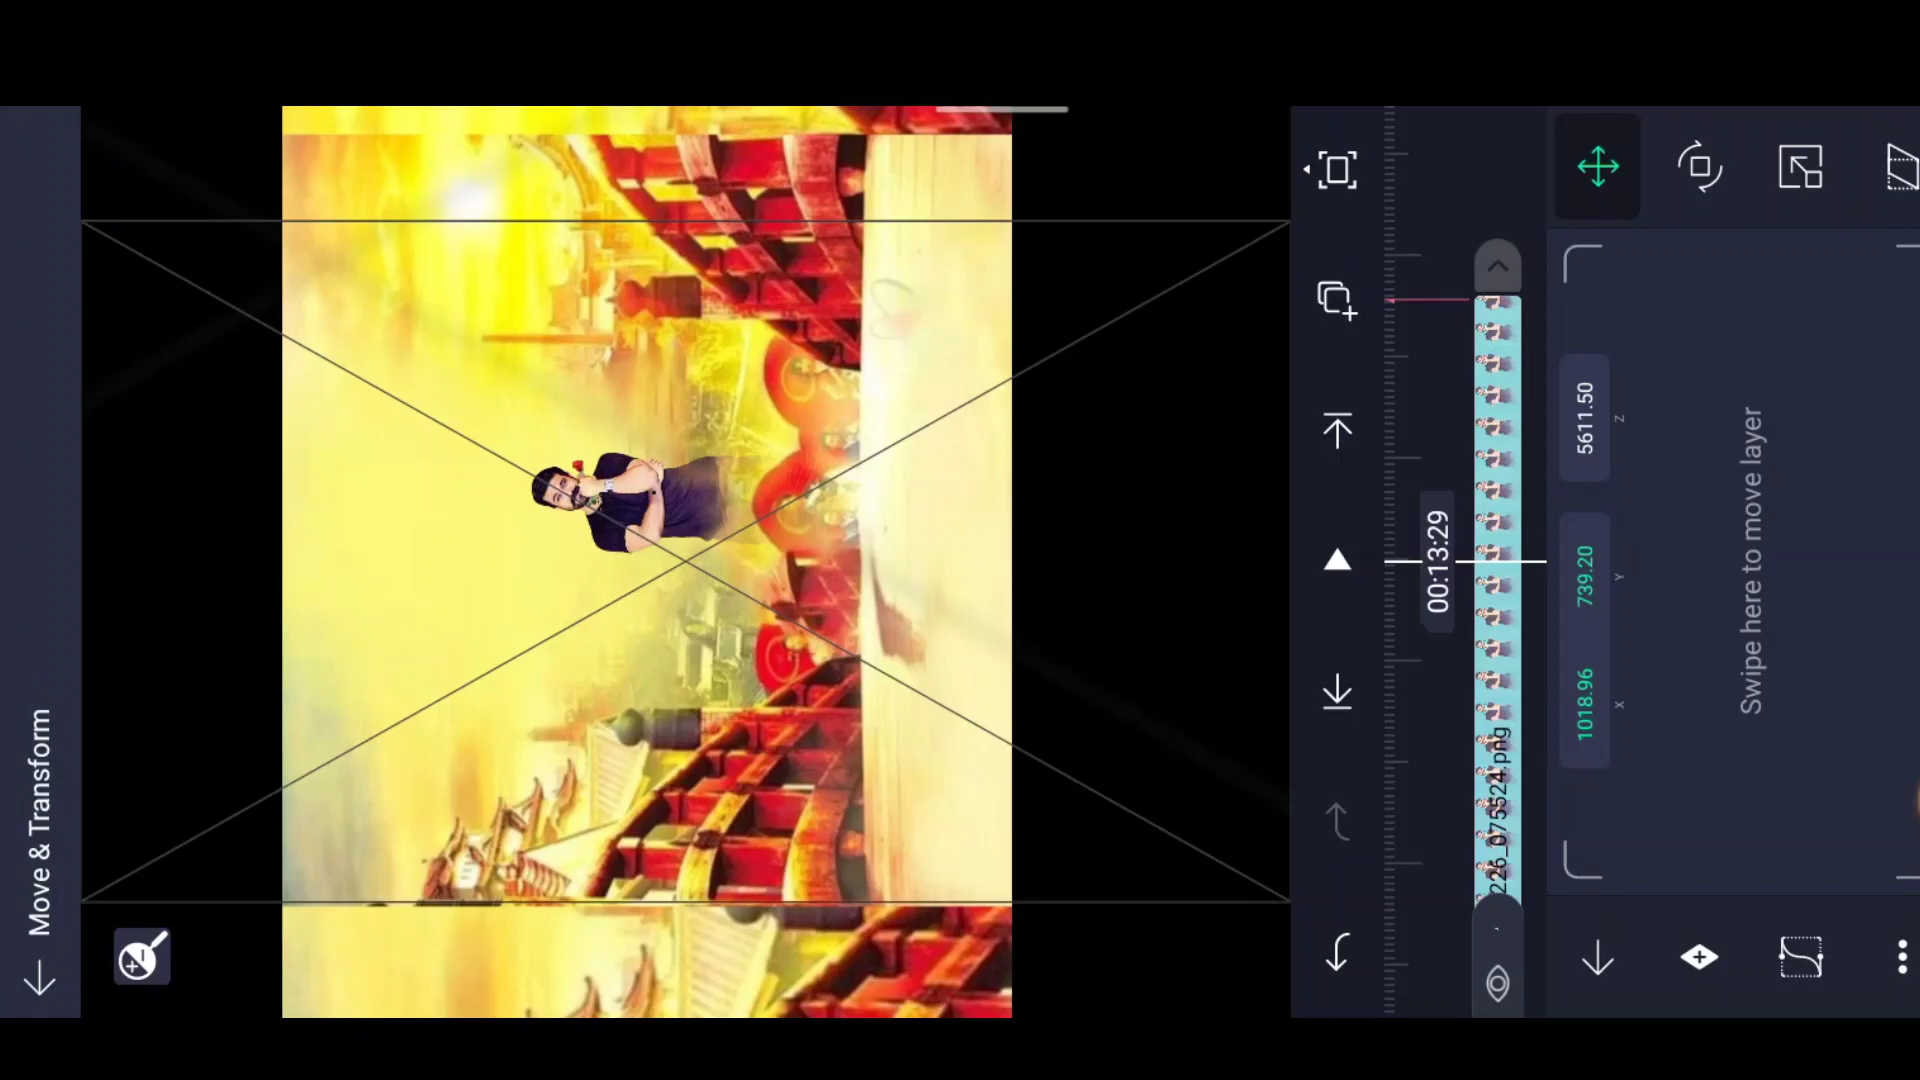 Move & Transform
00:13:29
226_075524.png
1018.96
739.20
5611.50
X
Y
Z
Swipe here to move layer